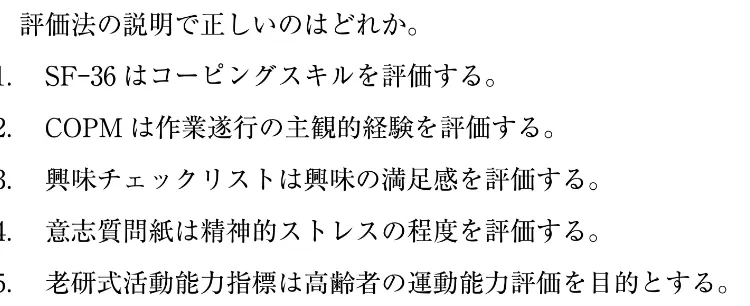 評価法の説明で正しいのはどれか。
1. SF-36 はコーピングスキルを評価する。
2. COPM は作業遂行の主観的経験を評価する。
3. 興味チェックリストは興味の満足感を評価する。
4. 意志質問紙は精神的ストレスの程度を評価する。
5. 老研式活動能力指標は高齢者の運動能力評価を目的とする。